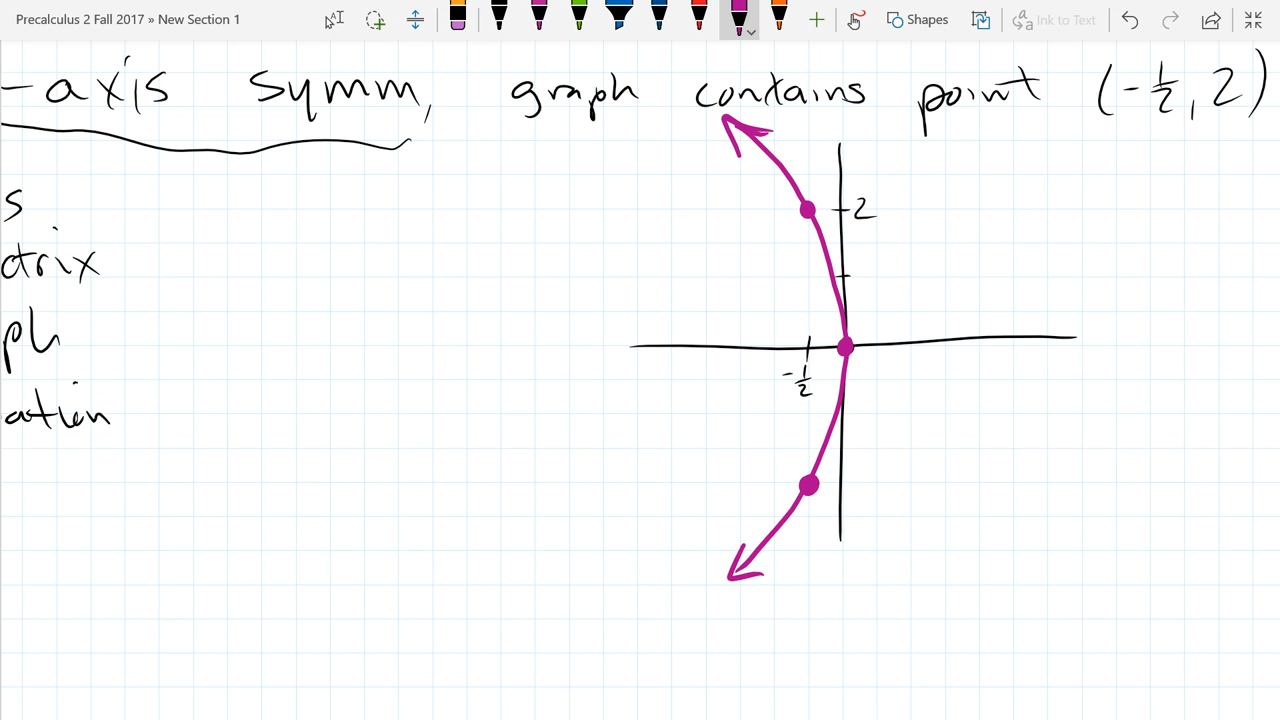 Precalculus 2 Fall 2017 » New Section 1
Shapes
Ink to Text
-axis symm, graph contains point (-1/2, 2)
s
ctrix
ph
ation
2
-1/2